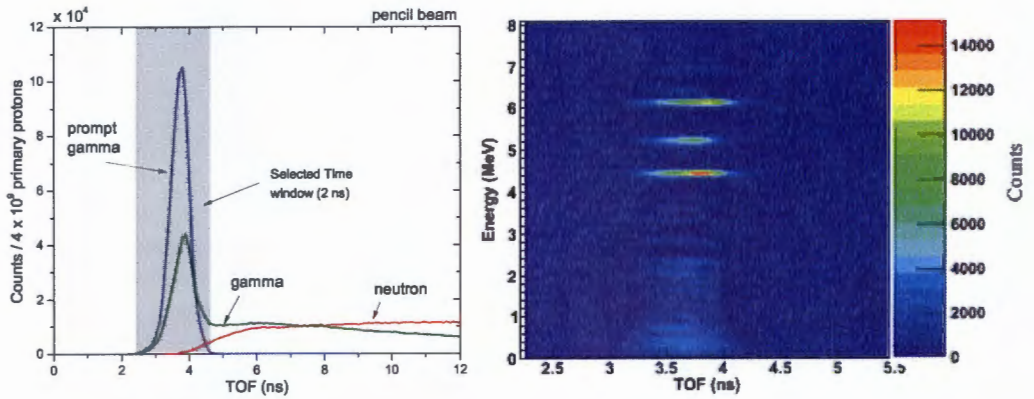 x 10⁴
pencil beam
12
10
8
6
4
2
0
Counts / 4 x 10⁹ primary protons
prompt
gamma
Selected Time
window (2 ns)
gamma
neutron
0 2 4 6 8 10 12
TOF (ns)
8
7
6
5
4
3
2
1
0
Energy (MeV)
2.5 3 3.5 4 4.5 5 5.5
TOF (ns)
14000
12000
10000
8000
6000
4000
2000
0
Counts